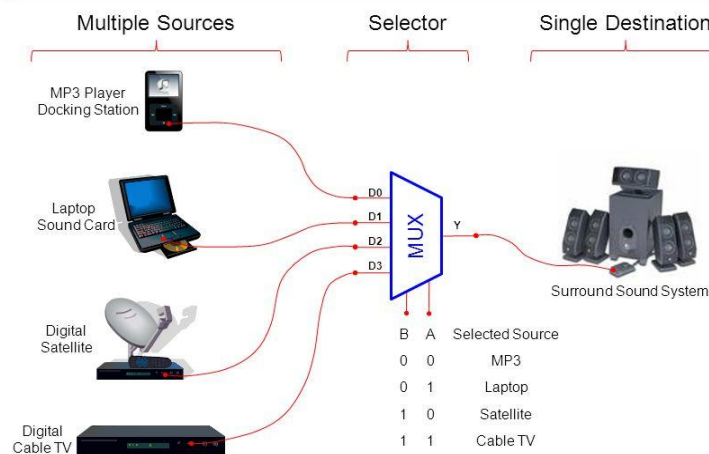 Multiple Sources
Selector
Single Destination
MP3 Player
Docking Station
Laptop
Sound Card
Digital
Satellite
Digital
Cable TV
D0
D1
D2
D3
MUX
Y
Surround Sound System
B A Selected Source
0 0 MP3
0 1 Laptop
1 0 Satellite
1 1 Cable TV